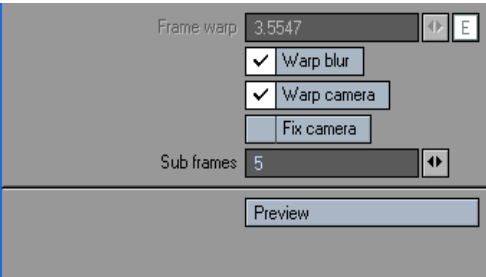 Frame warp 3.5547 E
Warp blur
Warp camera
Fix camera
Sub frames 5
Preview